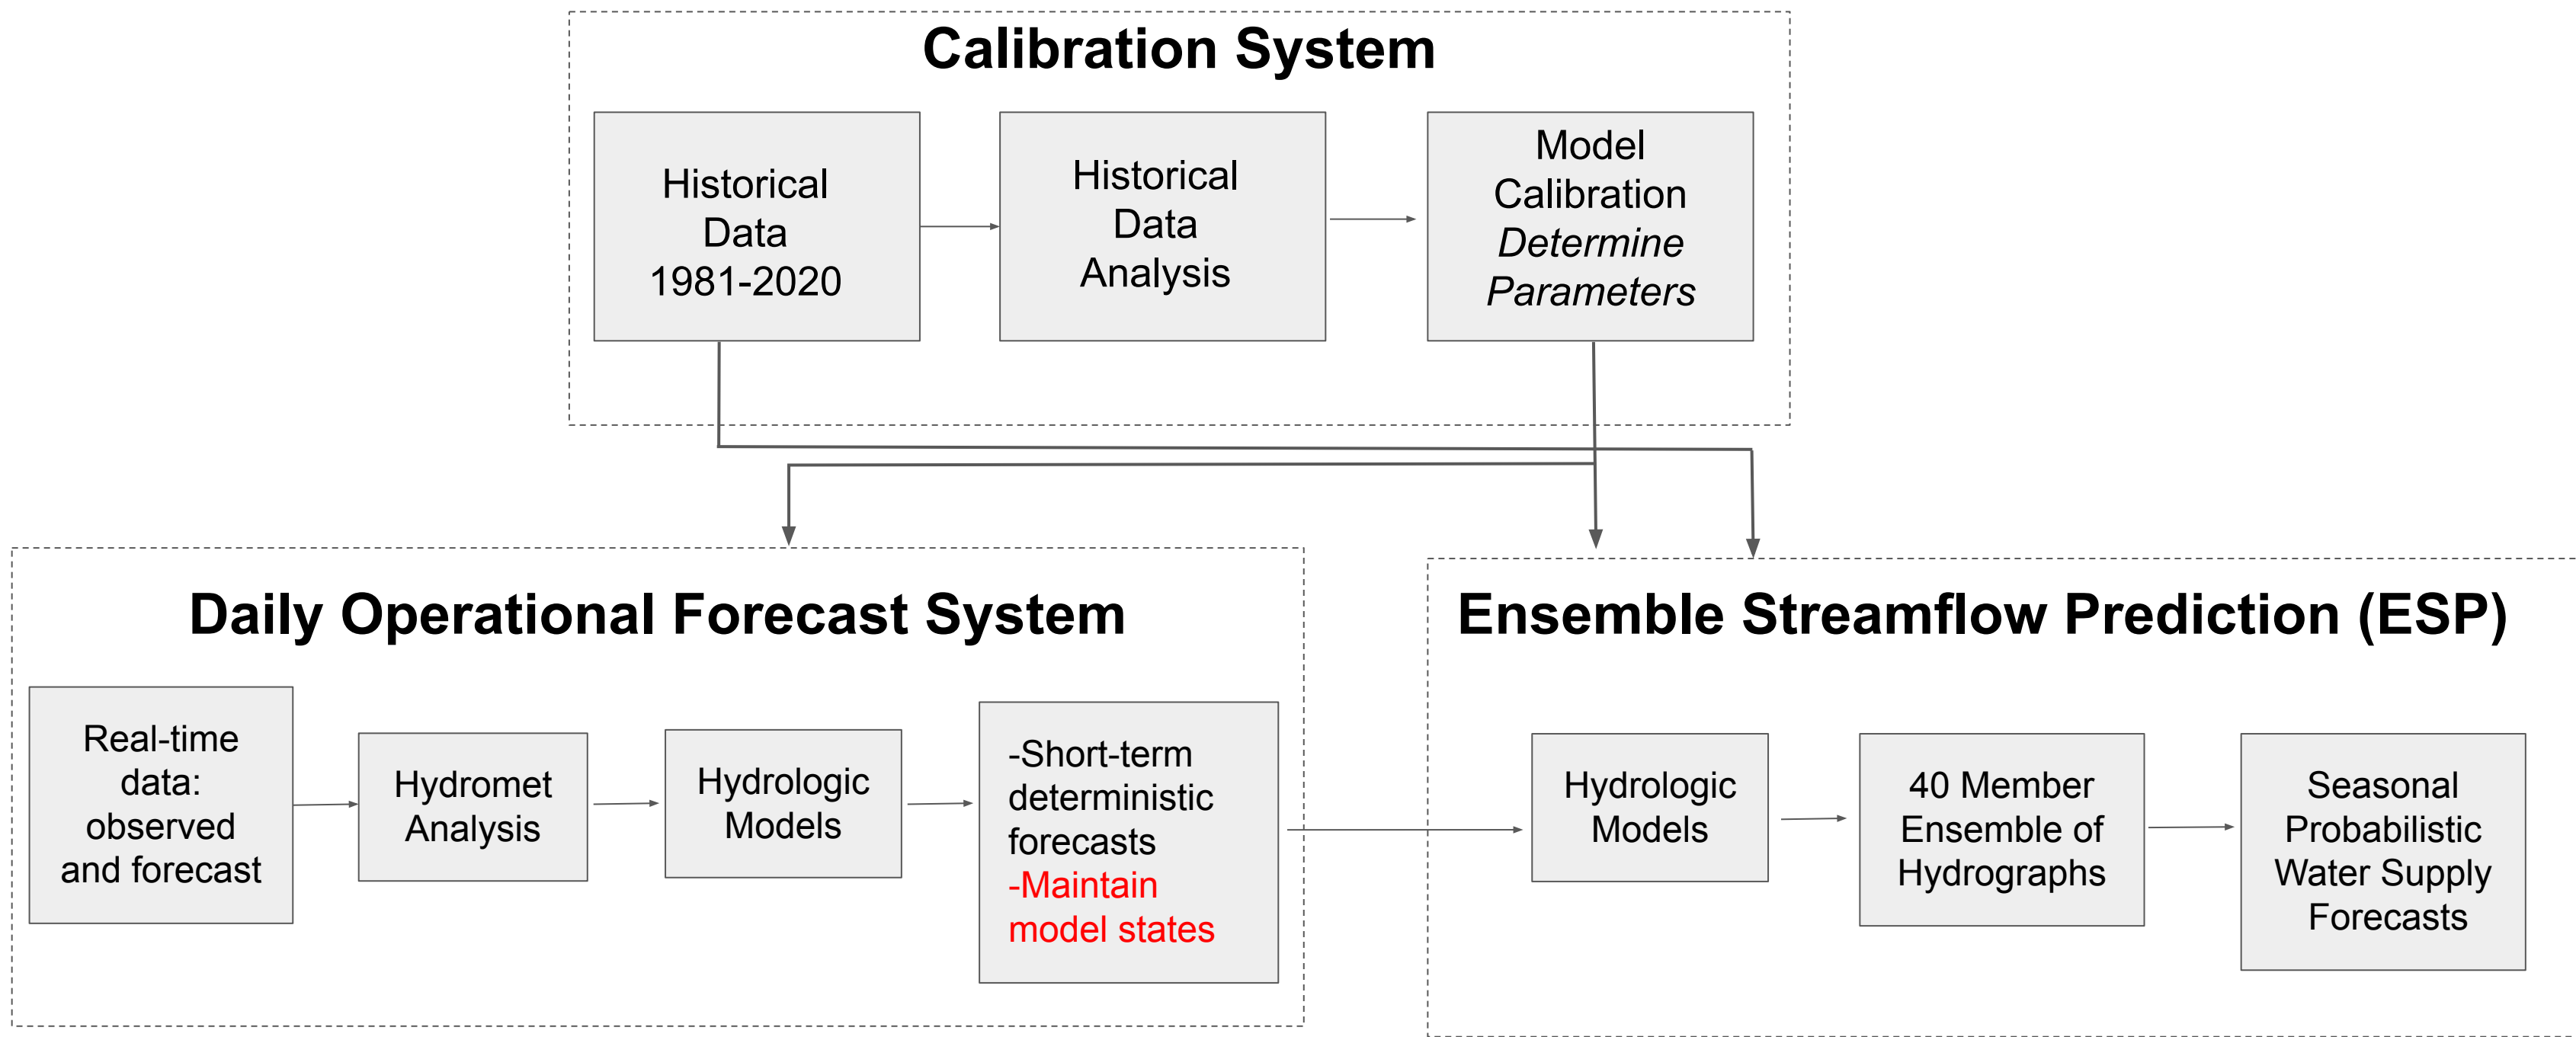 Calibration System
Historical
Data
1981-2020
Historical
Data
Analysis
Model
Calibration
Determine
Parameters
Daily Operational Forecast System
Real-time
data:
observed
and forecast
Hydromet
Analysis
Hydrologic
Models
-Short-term
deterministic
forecasts
-Maintain
model states
Ensemble Streamflow Prediction (ESP)
Hydrologic
Models
40 Member
Ensemble of
Hydrographs
Seasonal
Probabilistic
Water Supply
Forecasts